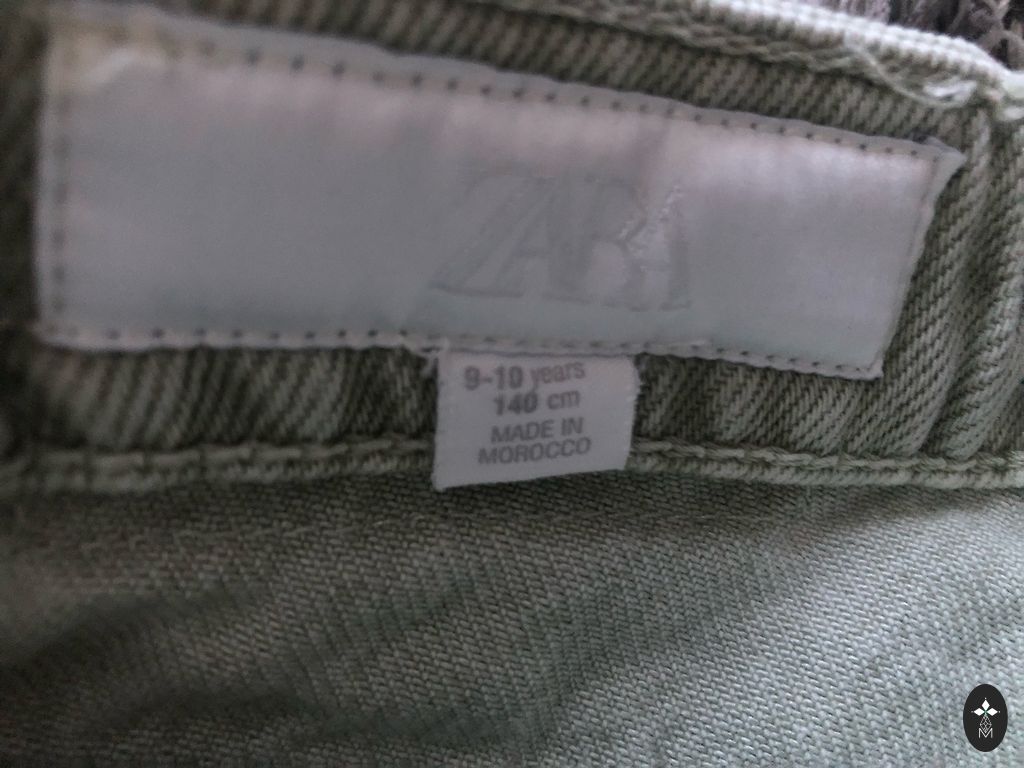 ZARA
9-10 years
140 cm
MADE IN
MOROCCO
M